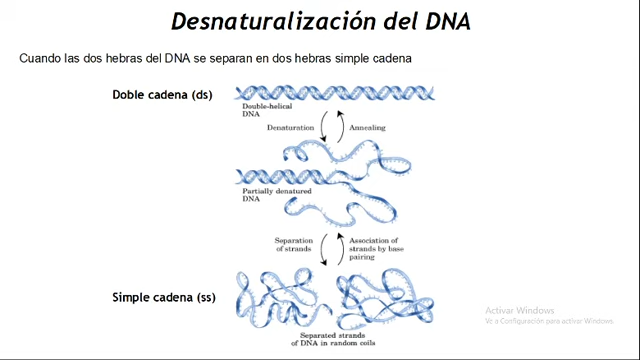 Desnaturalización del DNA
Cuando las dos hebras del DNA se separan en dos hebras simple cadena
Doble cadena (ds)
Double-helical
DNA
Denaturation
Annealing
Partially denatured
DNA
Separation
of strands
Association of
strands by base
pairing
Simple cadena (ss)
Separated strands
of DNA in random coils
Activar Windows
Ve a Configuración para activar Windows.